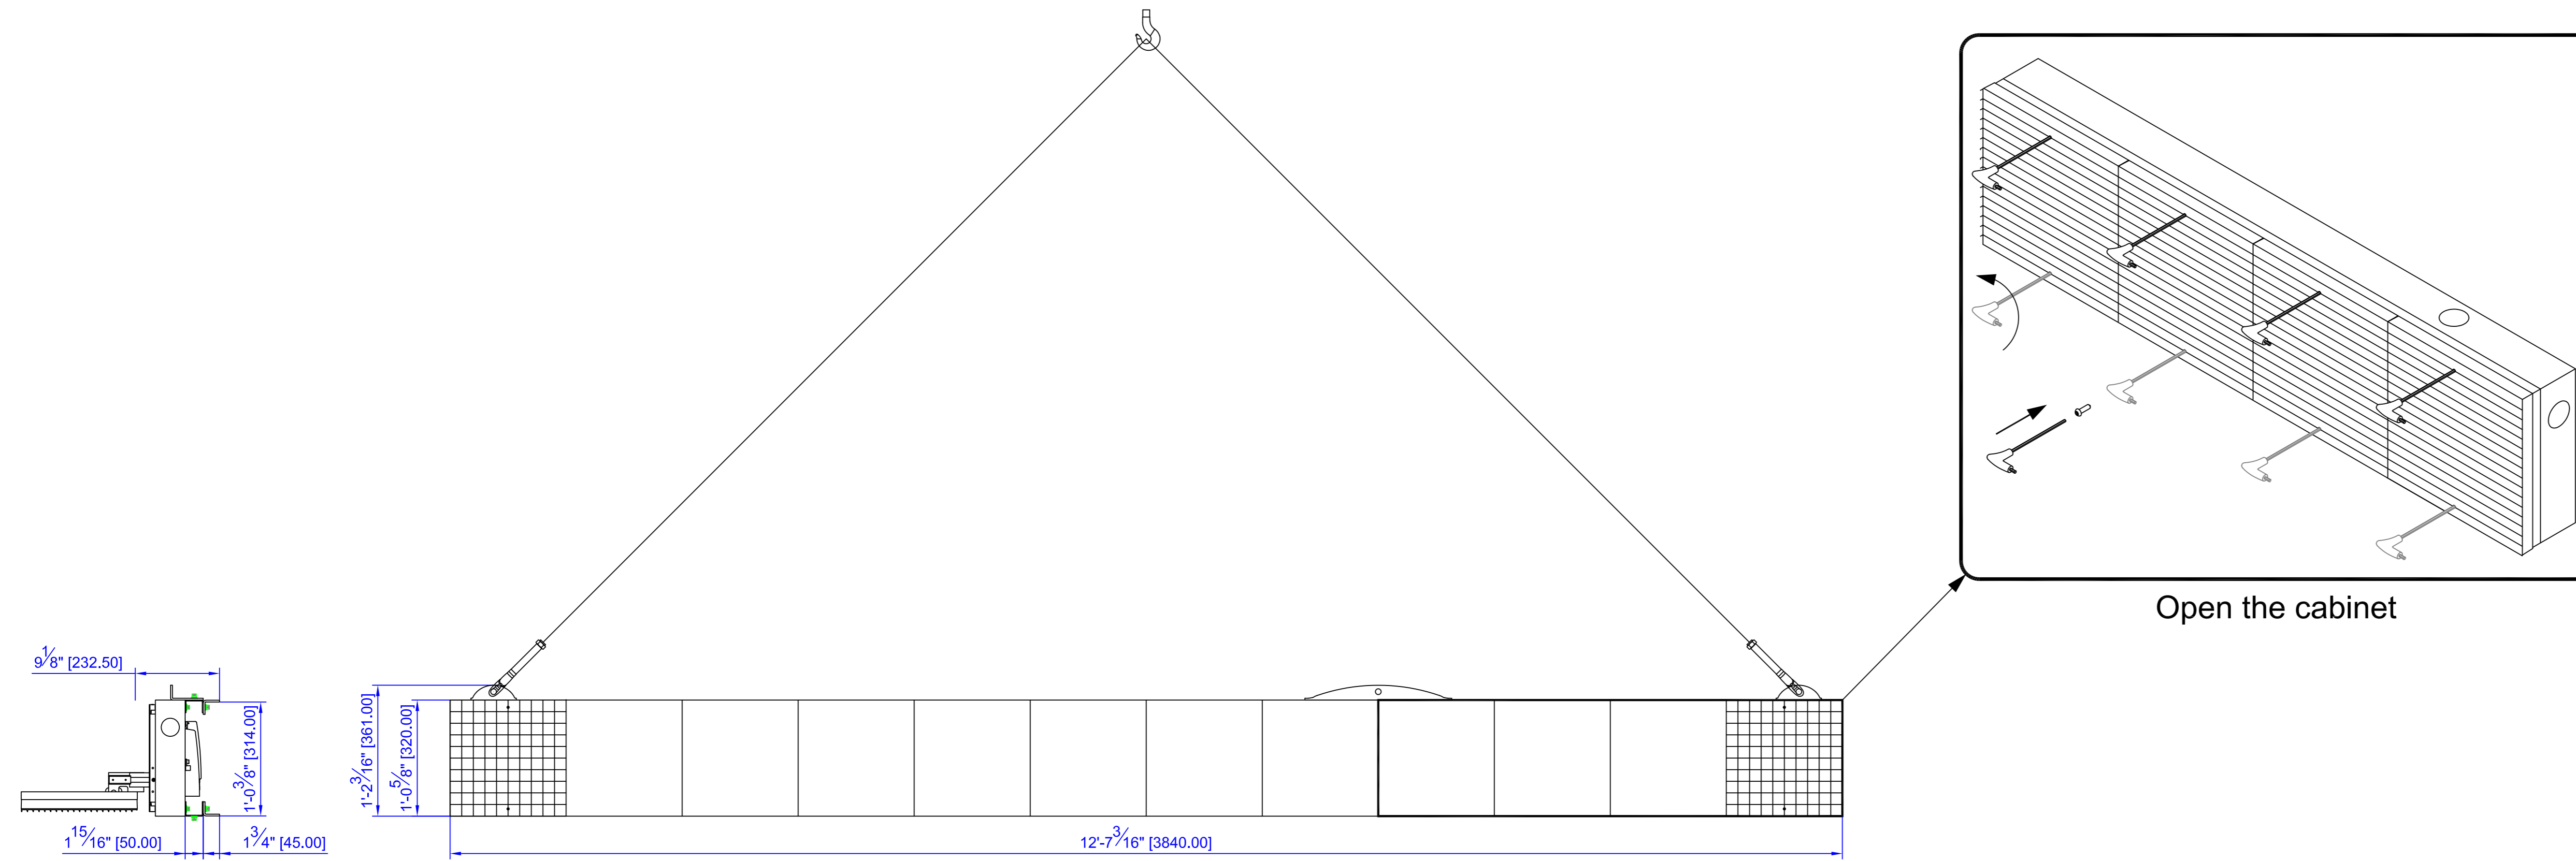 Open the cabinet
9 1/8" [232.50]
1'-0 3/8" [314.00]
1 15/16" [50.00]
1 3/4" [45.00]
1'-2 3/16" [361.00]
1'-0 5/8" [320.00]
12'-7 3/16" [3840.00]